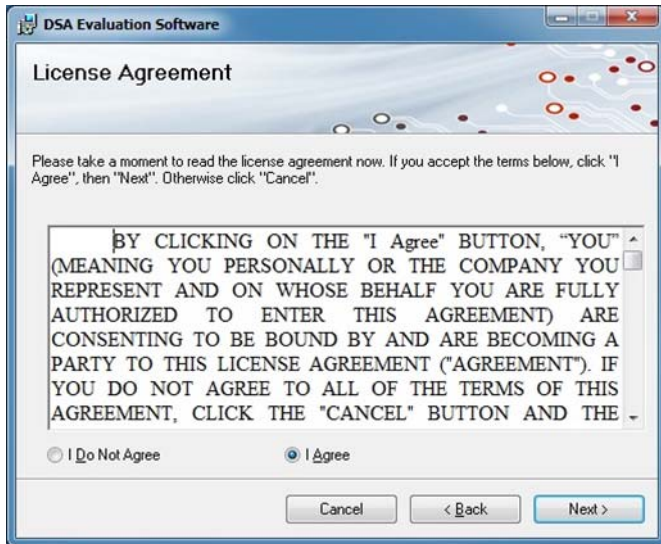 DSA Evaluation Software
License Agreement
Please take a moment to read the license agreement now. If you accept the terms below, click "I
Agree", then "Next". Otherwise click "Cancel".
BY CLICKING ON THE "I Agree" BUTTON, “YOU”
(MEANING YOU PERSONALLY OR THE COMPANY YOU
REPRESENT AND ON WHOSE BEHALF YOU ARE FULLY
AUTHORIZED TO ENTER THIS AGREEMENT) ARE
CONSENTING TO BE BOUND BY AND ARE BECOMING A
PARTY TO THIS LICENSE AGREEMENT ("AGREEMENT"). IF
YOU DO NOT AGREE TO ALL OF THE TERMS OF THIS
AGREEMENT, CLICK THE "CANCEL" BUTTON AND THE
I Do Not Agree I Agree
Cancel < Back Next >